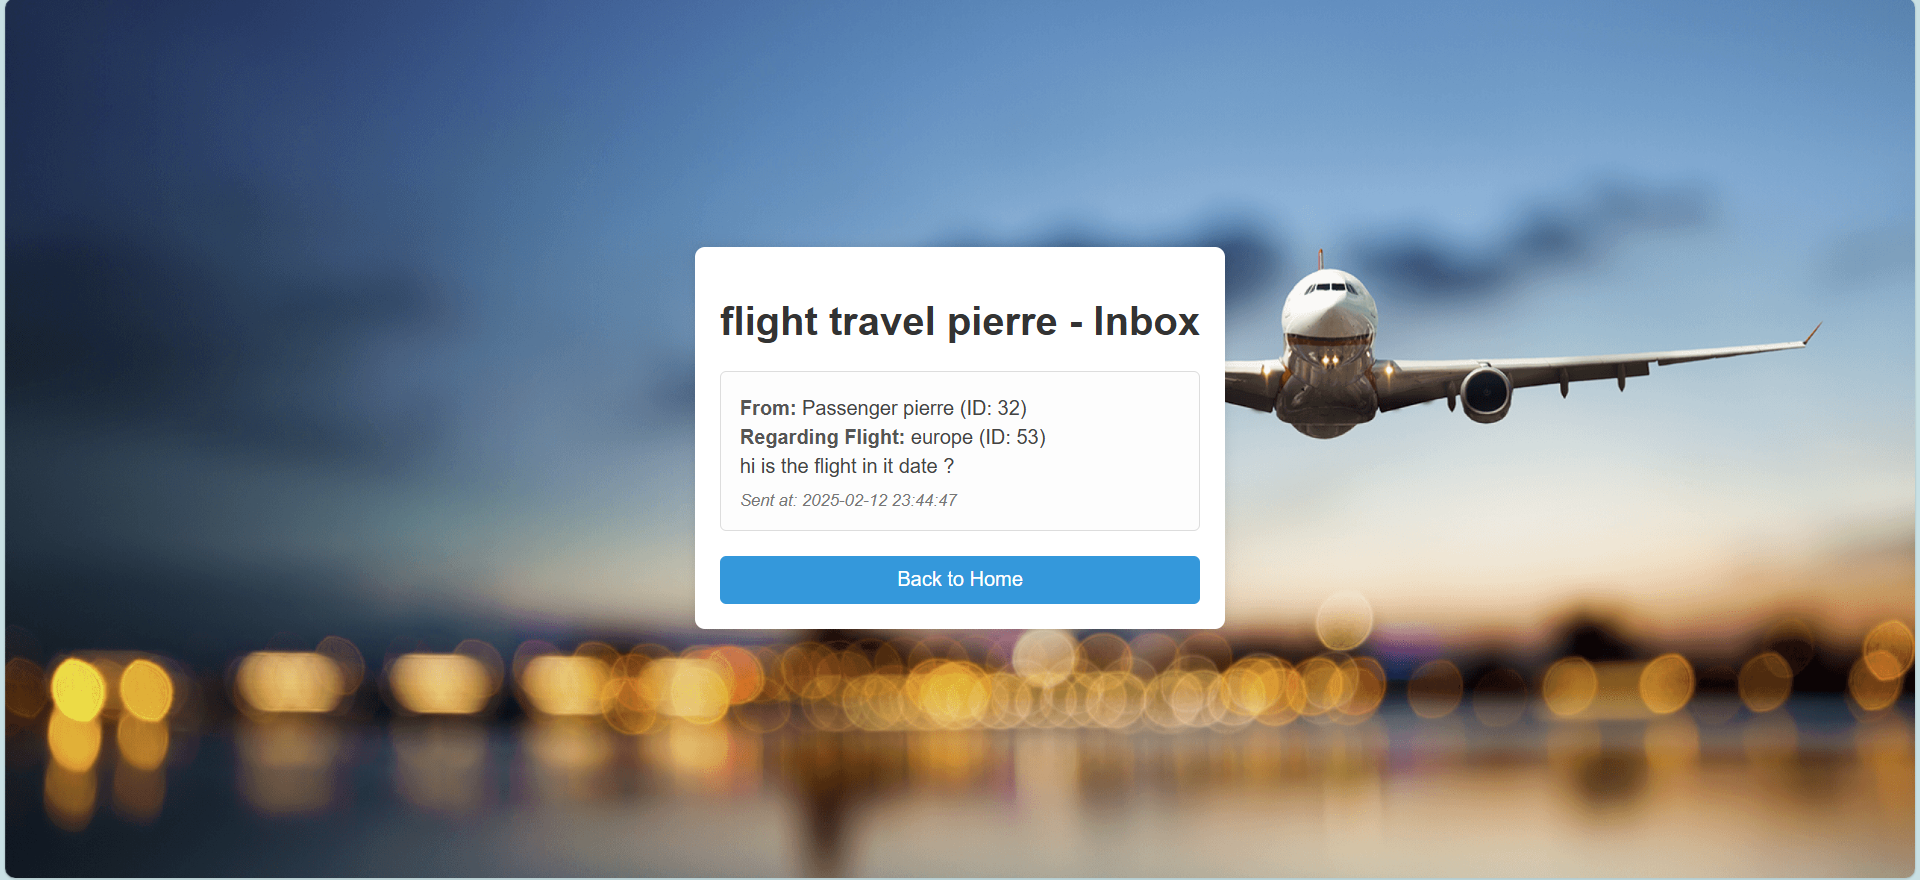 flight travel pierre - Inbox
From: Passenger pierre (ID: 32)
Regarding Flight: europe (ID: 53)
hi is the flight in it date ?
Sent at: 2025-02-12 23:44:47
Back to Home